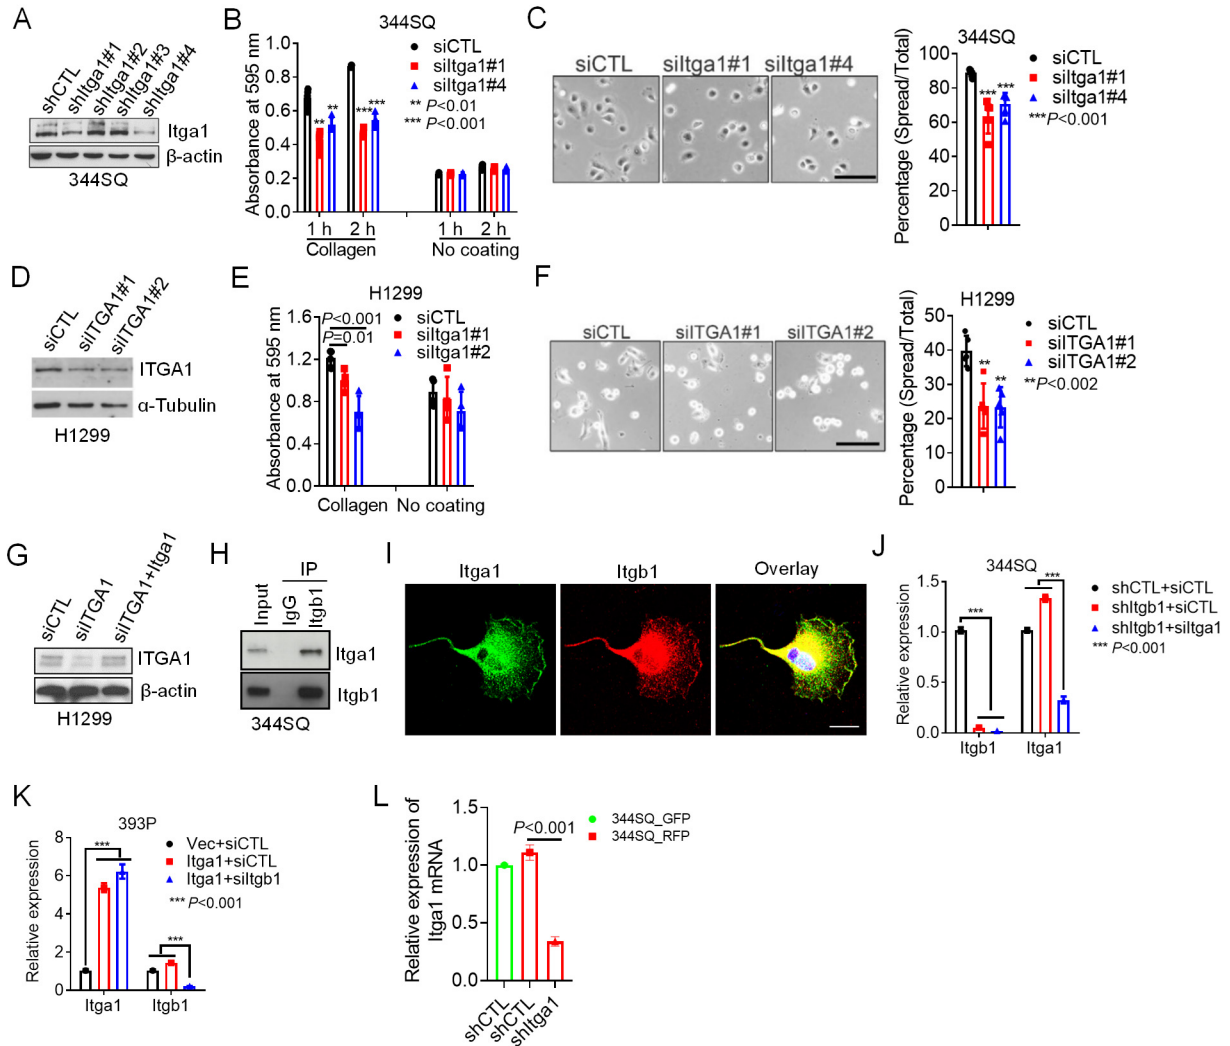 A
shCTL
shItga1#1
shItga1#2
shItga1#3
shItga1#4
Itga1
β-actin
344SQ
B
344SQ
Absorbance at 595 nm
1.0
0.8
0.6
0.4
0.2
0.0
siCTL
siItga1#1
siItga1#4
** P<0.01
*** P<0.001
**
**
***
***
1 h
2 h
1 h
2 h
Collagen
No coating
C
siCTL
siItga1#1
siItga1#4
344SQ
Percentage (Spread/Total)
100
80
60
40
20
0
***
***
siCTL
siItga1#1
siItga1#4
***P<0.001
D
siCTL
siITGA1#1
siITGA1#2
ITGA1
α-Tubulin
H1299
E
H1299
Absorbance at 595 nm
1.6
1.2
0.8
0.4
0.0
P<0.001
P=0.01
siCTL
siItga1#1
siItga1#2
Collagen
No coating
F
siCTL
siITGA1#1
siITGA1#2
H1299
Percentage (Spread/Total)
50
40
30
20
10
0
**
**
siCTL
siITGA1#1
siITGA1#2
**P<0.002
G
siCTL
siITGA1
siITGA1+Itga1
ITGA1
β-actin
H1299
H
IP
Input
IgG
Itgb1
Itga1
Itgb1
344SQ
I
Itga1
Itgb1
Overlay
J
344SQ
Relative expression
1.5
1.0
0.5
0.0
***
***
shCTL+siCTL
shItgb1+siCTL
shItgb1+siItga1
*** P<0.001
Itgb1
Itga1
K
393P
Relative expression
8
6
4
2
0
***
***
Vec+siCTL
Itga1+siCTL
Itga1+siItgb1
*** P<0.001
Itga1
Itgb1
L
Relative expression of
Itga1 mRNA
1.5
1.0
0.5
0.0
P<0.001
344SQ_GFP
344SQ_RFP
shCTL
shCTL
shItga1